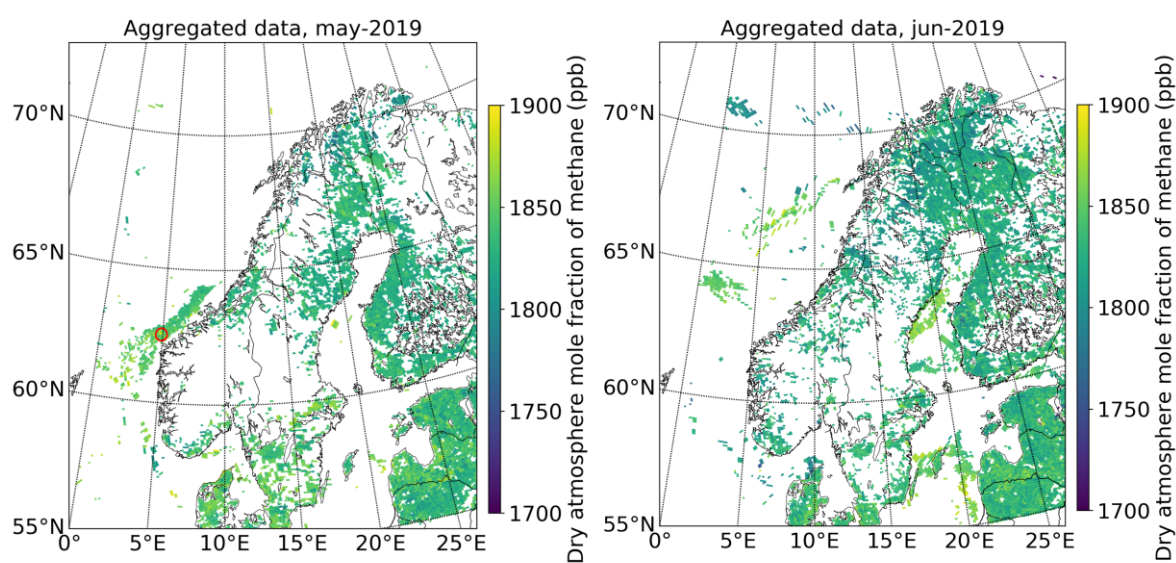 Aggregated data, may-2019
70°N
65°N
60°N
55°N
0°
5°E
10°E
15°E
20°E
25°E
1900
1850
1800
1750
1700
Dry atmosphere mole fraction of methane (ppb)
Aggregated data, jun-2019
70°N
65°N
60°N
55°N
0°
5°E
10°E
15°E
20°E
25°E
1900
1850
1800
1750
1700
Dry atmosphere mole fraction of methane (ppb)